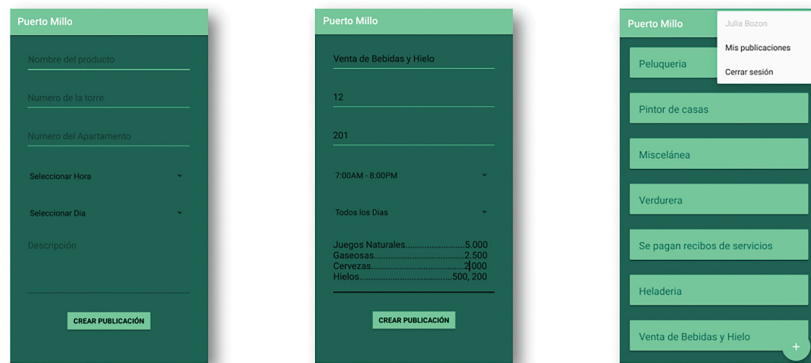 Puerto Millo
Nombre del producto
Numero de la torre
Numero del Apartamento
Seleccionar Hora
Seleccionar Dia
Descripción
CREAR PUBLICACIÓN
Puerto Millo
Venta de Bebidas y Hielo
12
201
7:00AM - 8:00PM
Todos los Dias
Juegos Naturales..........................5.000
Gaseosas......................................2.500
Cervezas......................................2.000
Hielos......................................500, 200
CREAR PUBLICACIÓN
Puerto Millo
Julia Bozon
Mis publicaciones
Cerrar sesión
Peluqueria
Pintor de casas
Miscelánea
Verdurera
Se pagan recibos de servicios
Heladeria
Venta de Bebidas y Hielo
+